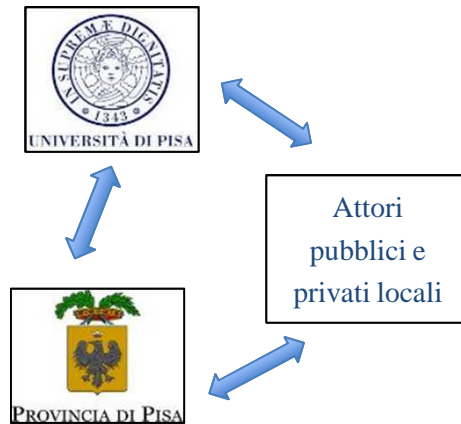 IN SUPREMÆ DIGNITATIS
• 1343 •
UNIVERSITÀ DI PISA
Attori
pubblici e
privati locali
PROVINCIA DI PISA